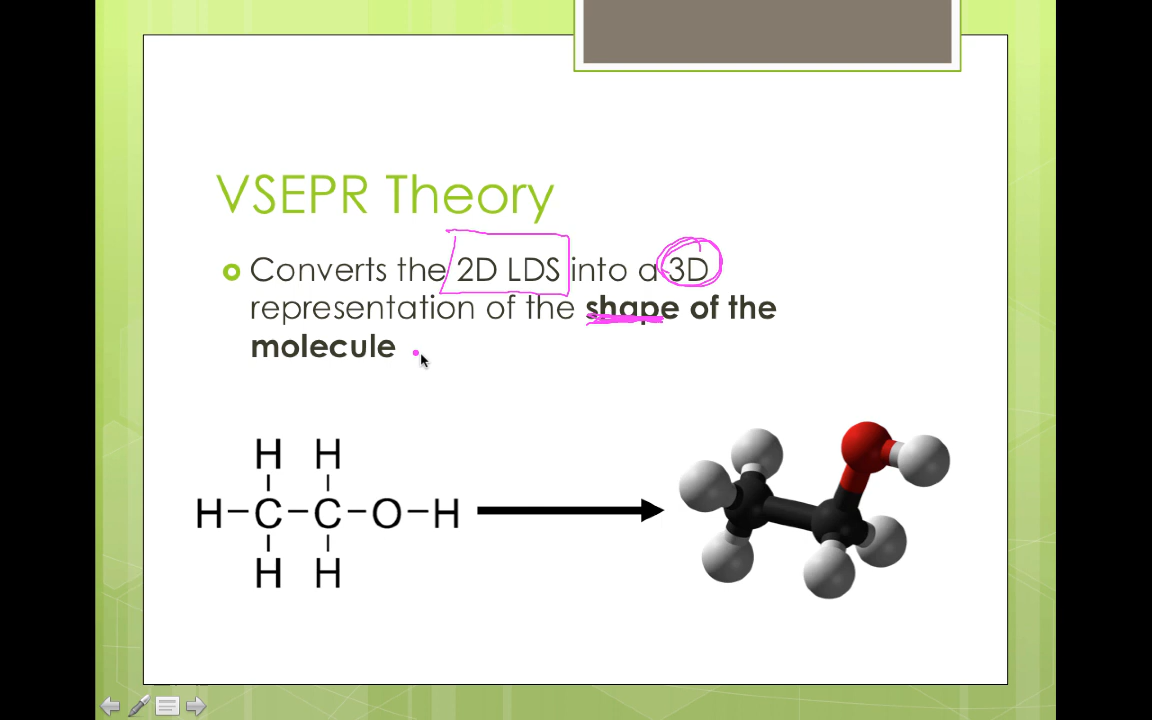 VSEPR Theory
Converts the 2D LDS into a 3D
representation of the shape of the
molecule
H H
H-C-C-O-H
H H